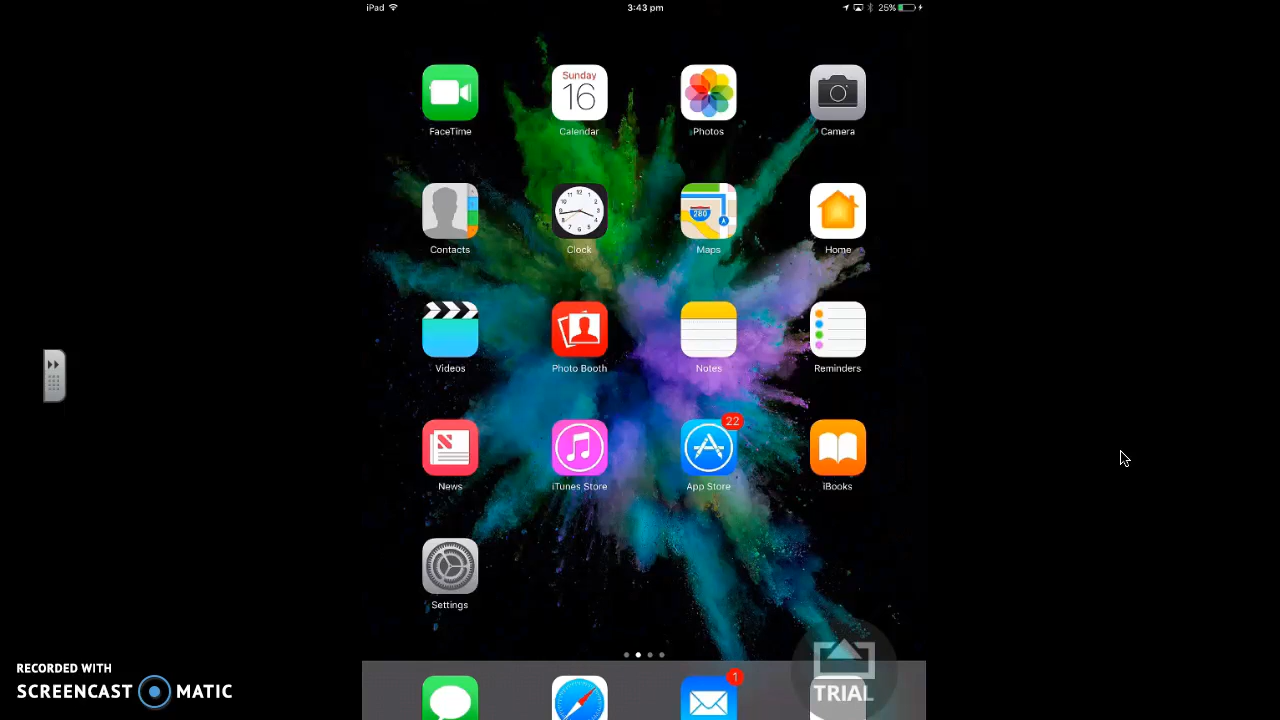 iPad 3:43 pm 25%
Sunday
16
FaceTime Calendar Photos Camera
12
280
Contacts Clock Maps Home
Videos Photo Booth Notes Reminders
22
News iTunes Store App Store iBooks
Settings
RECORDED WITH
SCREENCAST MATIC
1
TRIAL